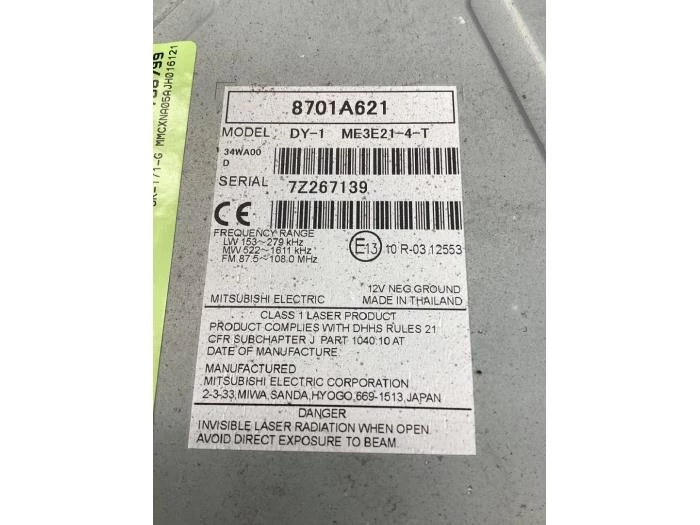 8701A621
MODEL DY-1 ME3E21-4-T
34WA00
D
SERIAL 7Z267139
CE
FREQUENCY RANGE
LW 153~279 kHz
MW 522~1611 kHz
FM 87.5~108.0 MHz
E13 10 R-03 12553
12V NEG.GROUND
MITSUBISHI ELECTRIC MADE IN THAILAND
CLASS 1 LASER PRODUCT
PRODUCT COMPLIES WITH DHHS RULES 21
CFR SUBCHAPTER J PART 1040.10 AT
DATE OF MANUFACTURE.
MANUFACTURED
MITSUBISHI ELECTRIC CORPORATION
2-3-33,MIWA,SANDA,HYOGO,669-1513,JAPAN
DANGER
INVISIBLE LASER RADIATION WHEN OPEN.
AVOID DIRECT EXPOSURE TO BEAM.
MMCXNA05AJH016121